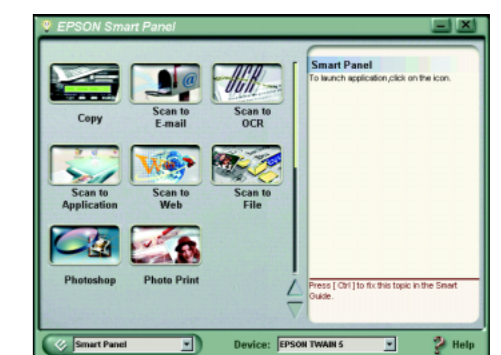 EPSON Smart Panel
Copy
Scan to
E-mail
Scan to
OCR
Scan to
Application
Scan to
Web
Scan to
File
Photoshop
Photo Print
Smart Panel
To launch application,click on the icon.
Press [ Ctrl ] to fix this topic in the Smart
Guide.
Smart Panel
Device:
EPSON TWAIN 5
Help